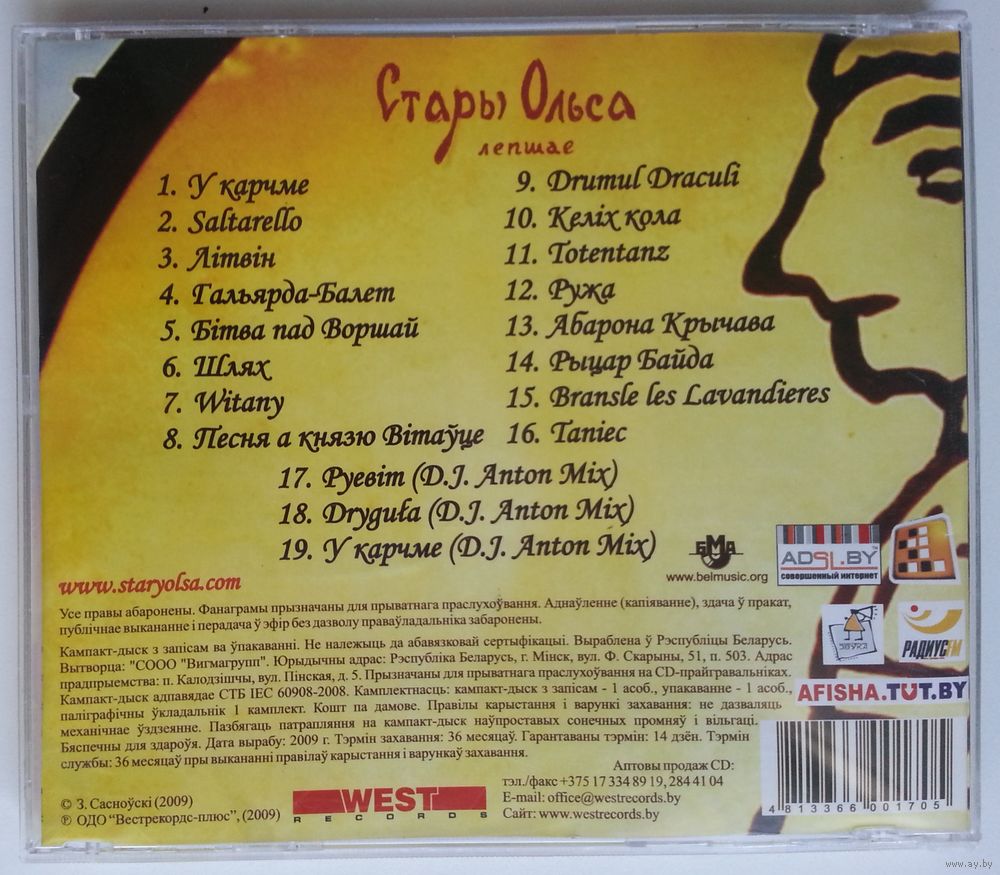 Стары Ольса
лепшае
1. У карчме
2. Saltarello
3. Літвін
4. Гальярда-Балет
5. Бітва пад Воршай
6. Шлях
7. Witany
8. Песня а князю Вітаўце
9. Drumul Draculi
10. Келіх кола
11. Totentanz
12. Ружа
13. Абарона Крычава
14. Рыцар Байда
15. Bransle les Lavandieres
16. Taniec
17. Руевіт (D.J. Anton Mix)
18. Dryguła (D.J. Anton Mix)
19. У карчме (D.J. Anton Mix)
www.staryolsa.com
БМА
www.belmusic.org
ADSL.BY™
совершенный интернет
РАДИУС FM
AFISHA.TUT.BY
Усе правы абаронены. Фанаграмы прызначаны для прыватнага праслухоўвання. Аднаўленне (капіяванне), здача ў пракат,
публічнае выкананне і перадача ў эфір без дазволу праваўладальніка забаронены.
Кампакт-дыск з запісам ва ўпакаванні. Не належыць да абавязковай сертыфікацыі. Выраблена ў Рэспубліцы Беларусь.
Вытворца: "СООО "Вигмагрупп". Юрыдычны адрас: Рэспубліка Беларусь, г. Мінск, вул. Ф. Скарыны, 51, п. 503. Адрас
прадпрыемства: п. Калодзішчы, вул. Пінская, д. 5. Прызначаны для прыватнага праслухоўвання на CD-прайгравальніках.
Кампакт-дыск адпавядае СТБ IEC 60908-2008. Камплектнасць: кампакт-дыск з запісам - 1 асоб., упакаванне - 1 асоб.,
паліграфічны ўкладальнік 1 камплект. Кошт па дамове. Правілы карыстання і варункі захавання: не дазваляць
механічнае ўздзеянне. Пазбягаць патрапляння на кампакт-дыск наўпроставых сонечных промняў і вільгаці.
Бяспечны для здароўя. Дата вырабу: 2009 г. Тэрмін захавання: 36 месяцаў. Гарантаваны тэрмін: 14 дзён. Тэрмін
службы: 36 месяцаў пры выкананні правілаў карыстання і варункаў захавання.
Аптовы продаж CD:
тэл./факс +375 17 334 89 19, 284 41 04
E-mail: office@westrecords.by
Сайт: www.westrecords.by
© З. Сасноўскі (2009)
℗ ОДО "Вестрекордс-плюс", (2009)
WEST
RECORDS
4 813366 001705
www.ay.by